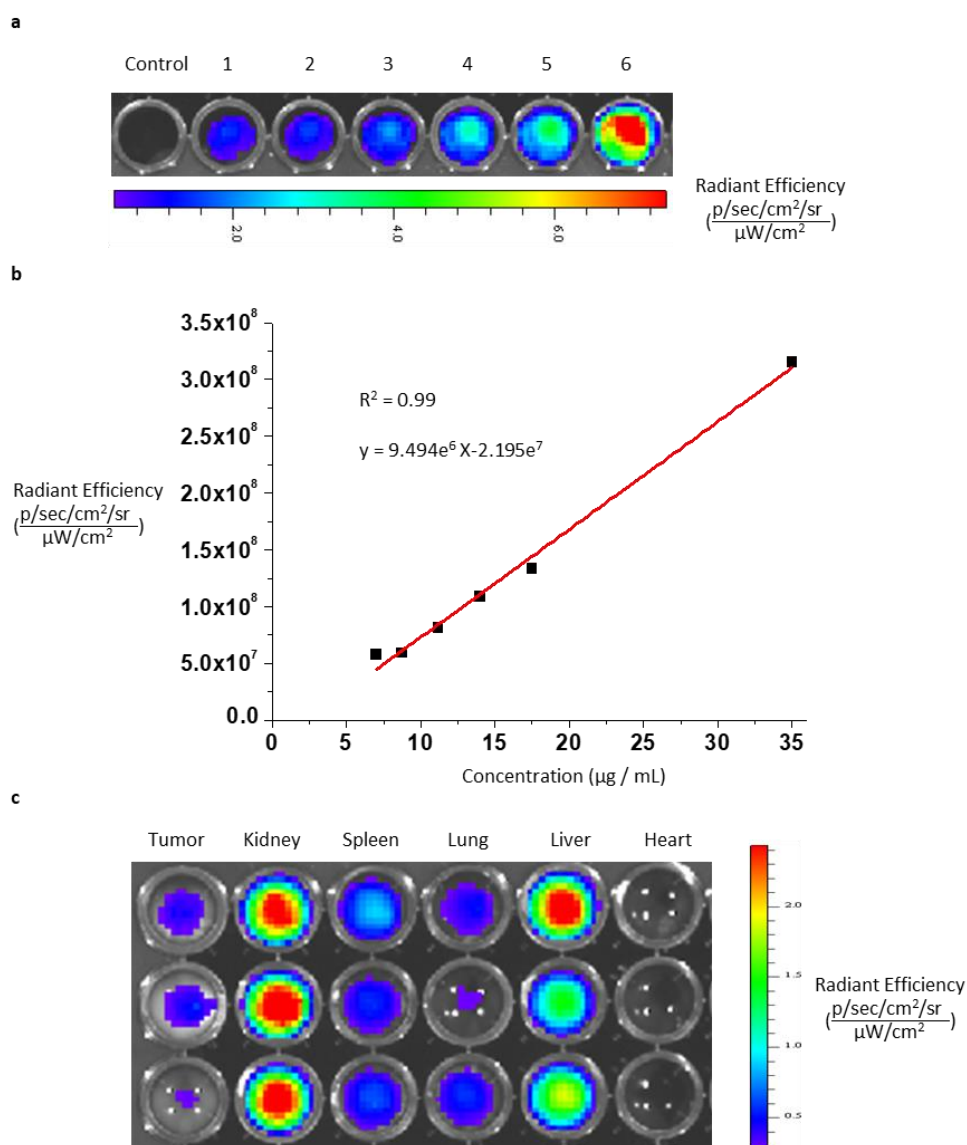 a
Control 1 2 3 4 5 6
Radiant Efficiency
(p/sec/cm²/sr
μW/cm²)
2.0 4.0 6.0
b
3.5x10⁸
3.0x10⁸
2.5x10⁸
2.0x10⁸
1.5x10⁸
1.0x10⁸
5.0x10⁷
0.0
R² = 0.99
y = 9.494e⁶ X-2.195e⁷
Radiant Efficiency
(p/sec/cm²/sr
μW/cm²)
0 5 10 15 20 25 30 35
Concentration (μg / mL)
c
Tumor Kidney Spleen Lung Liver Heart
2.0
1.5
1.0
0.5
Radiant Efficiency
(p/sec/cm²/sr
μW/cm²)